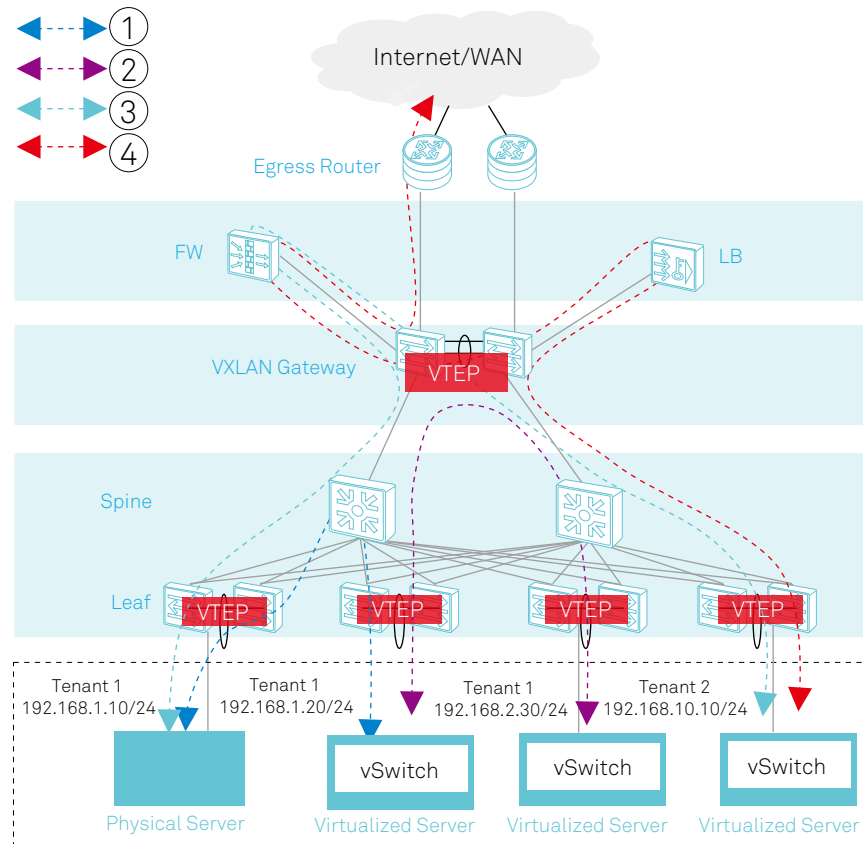 1
2
3
4
Internet/WAN
Egress Router
FW
LB
VXLAN Gateway
VTEP
Spine
Leaf
VTEP
VTEP
VTEP
VTEP
Tenant 1
192.168.1.10/24
Tenant 1
192.168.1.20/24
Tenant 1
192.168.2.30/24
Tenant 2
192.168.10.10/24
vSwitch
vSwitch
vSwitch
Physical Server
Virtualized Server
Virtualized Server
Virtualized Server